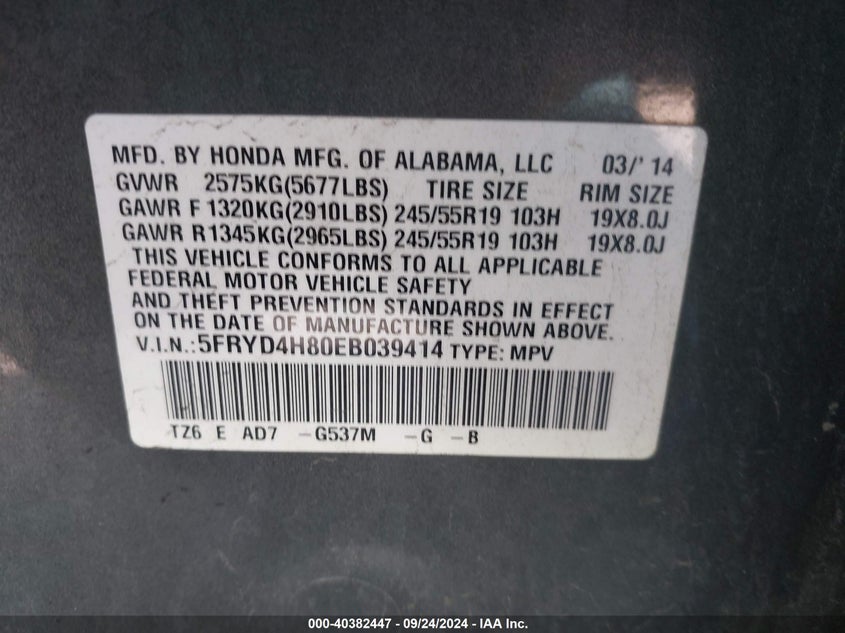 MFD. BY HONDA MFG. OF ALABAMA, LLC 03/' 14
GVWR 2575KG(5677LBS) TIRE SIZE RIM SIZE
GAWR F 1320KG(2910LBS) 245/55R19 103H 19X8.0J
GAWR R1345KG(2965LBS) 245/55R19 103H 19X8.0J
THIS VEHICLE CONFORMS TO ALL APPLICABLE
FEDERAL MOTOR VEHICLE SAFETY
AND THEFT PREVENTION STANDARDS IN EFFECT
ON THE DATE OF MANUFACTURE SHOWN ABOVE.
V.I.N.:5FRYD4H80EB039414 TYPE: MPV
TZ6 E AD7 -G537M -G -B
000-40382447 - 09/24/2024 - IAA Inc.